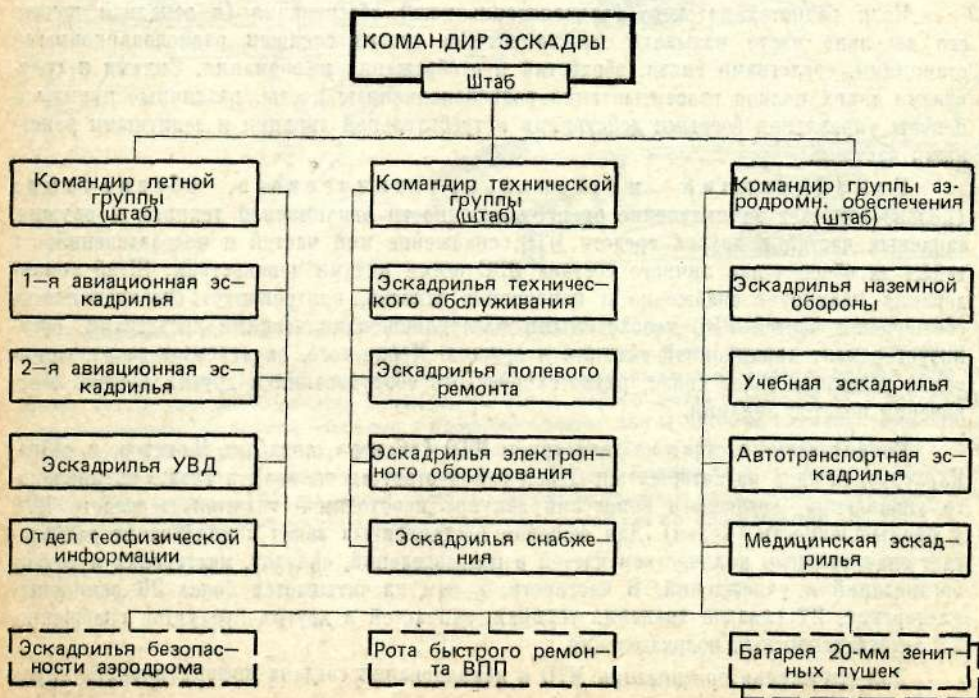 КОМАНДИР ЭСКАДРЫ
Штаб
Командир летной
группы
(штаб)
1-я авиационная эс-
кадрилья
2-я авиационная эс-
кадрилья
Эскадрилья УВД
Отдел геофизической
информации
Командир технической
группы
(штаб)
Эскадрилья техничес-
кого обслуживания
Эскадрилья полевого
ремонта
Эскадрилья электрон-
ного оборудования
Эскадрилья снабже-
ния
Командир группы аэ-
родромн. обеспечения
(штаб)
Эскадрилья наземной
обороны
Учебная эскадрилья
Автотранспортная эс-
кадрилья
Медицинская эскад-
рилья
Эскадрилья безопас-
ности аэродрома
Рота быстрого ремон-
та ВПП
Батарея 20-мм зенит-
ных пушек